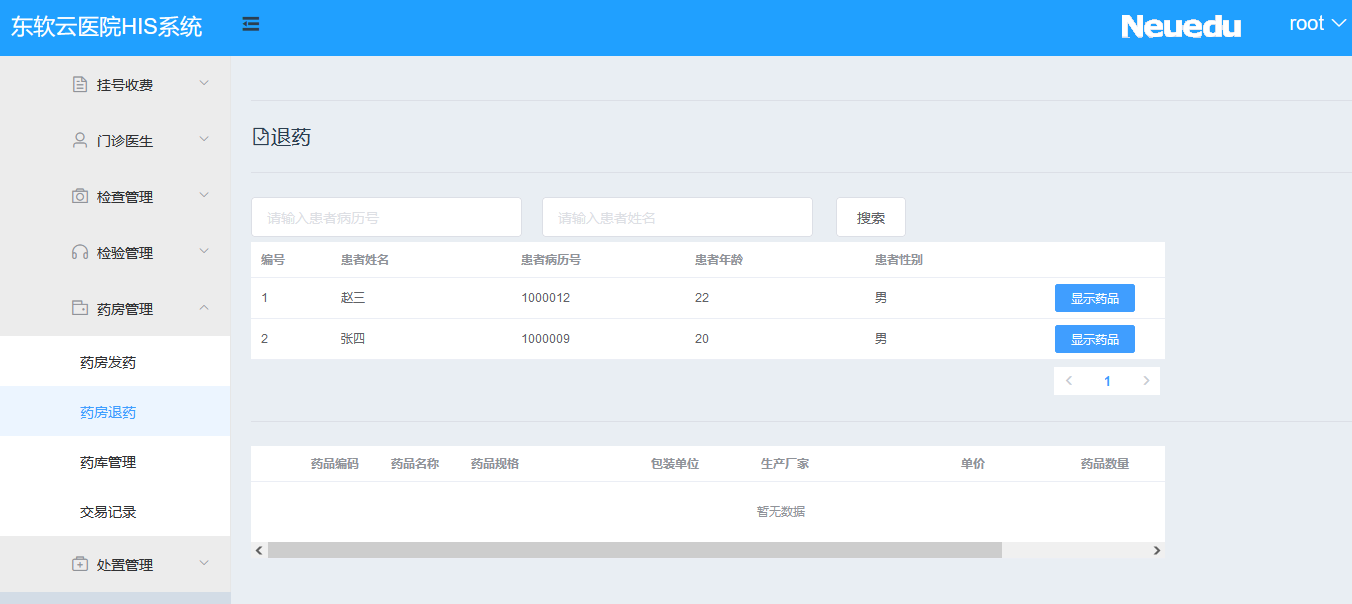 东软云医院HIS系统
Neuedu
root
挂号收费
门诊医生
检查管理
检验管理
药房管理
药房发药
药房退药
药库管理
交易记录
处置管理
退药
请输入患者病历号 请输入患者姓名 搜索
编号 患者姓名 患者病历号 患者年龄 患者性别
1 赵三 1000012 22 男 显示药品
2 张四 1000009 20 男 显示药品
1
药品编码 药品名称 药品规格 包装单位 生产厂家 单价 药品数量
暂无数据